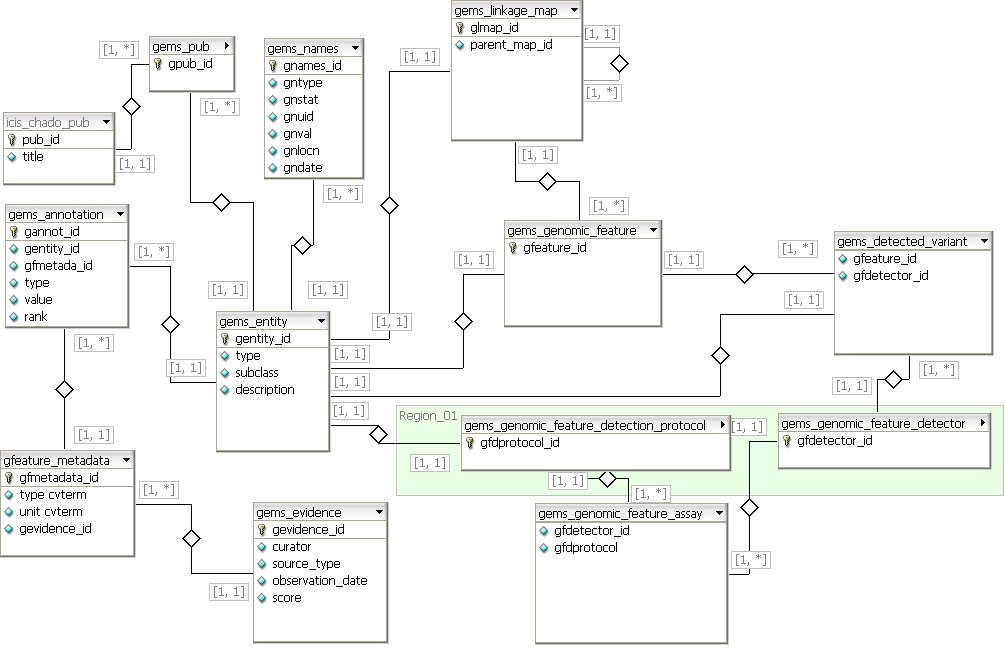 gems_linkage_map
glmap_id
parent_map_id
[1, 1]
[1, *]
[1, 1]
[1, 1]
gems_pub
gpub_id
[1, *]
[1, *]
gems_names
gnames_id
gntype
gnstat
gnuid
gnval
gnlocn
gndate
[1, *]
icis_chado_pub
pub_id
title
[1, 1]
gems_annotation
gannot_id
gentity_id
gfmetada_id
type
value
rank
[1, *]
[1, *]
gems_genomic_feature
gfeature_id
[1, *]
[1, 1]
[1, 1]
gems_detected_variant
gfeature_id
gfdetector_id
[1, *]
[1, 1]
[1, *]
[1, 1]
[1, 1]
[1, 1]
gems_entity
gentity_id
type
subclass
description
[1, 1]
[1, 1]
[1, 1]
[1, 1]
[1, 1]
Region_01
gems_genomic_feature_detection_protocol
gfdprotocol_id
[1, 1]
[1, 1]
gems_genomic_feature_detector
gfdetector_id
[1, 1]
[1, 1]
gfeature_metadata
gfmetadata_id
type cvterm
unit cvterm
gevidence_id
[1, *]
[1, 1]
gems_evidence
gevidence_id
curator
source_type
observation_date
score
[1, *]
gems_genomic_feature_assay
gfdetector_id
gfdprotocol
[1, *]